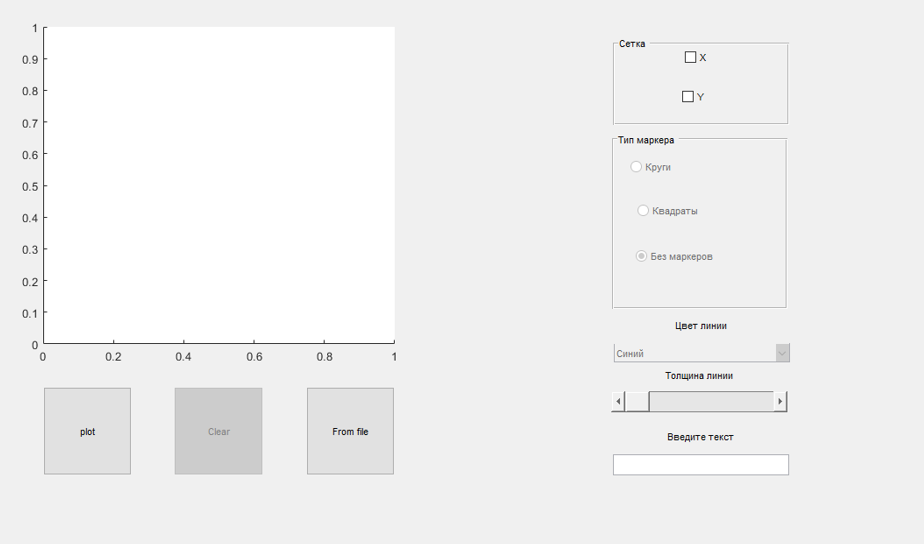 1
0.9
0.8
0.7
0.6
0.5
0.4
0.3
0.2
0.1
0
0 0.2 0.4 0.6 0.8 1
plot
Clear
From file
Сетка
X
Y
Тип маркера
Круги
Квадраты
Без маркеров
Цвет линии
Синий
Толщина линии
Введите текст